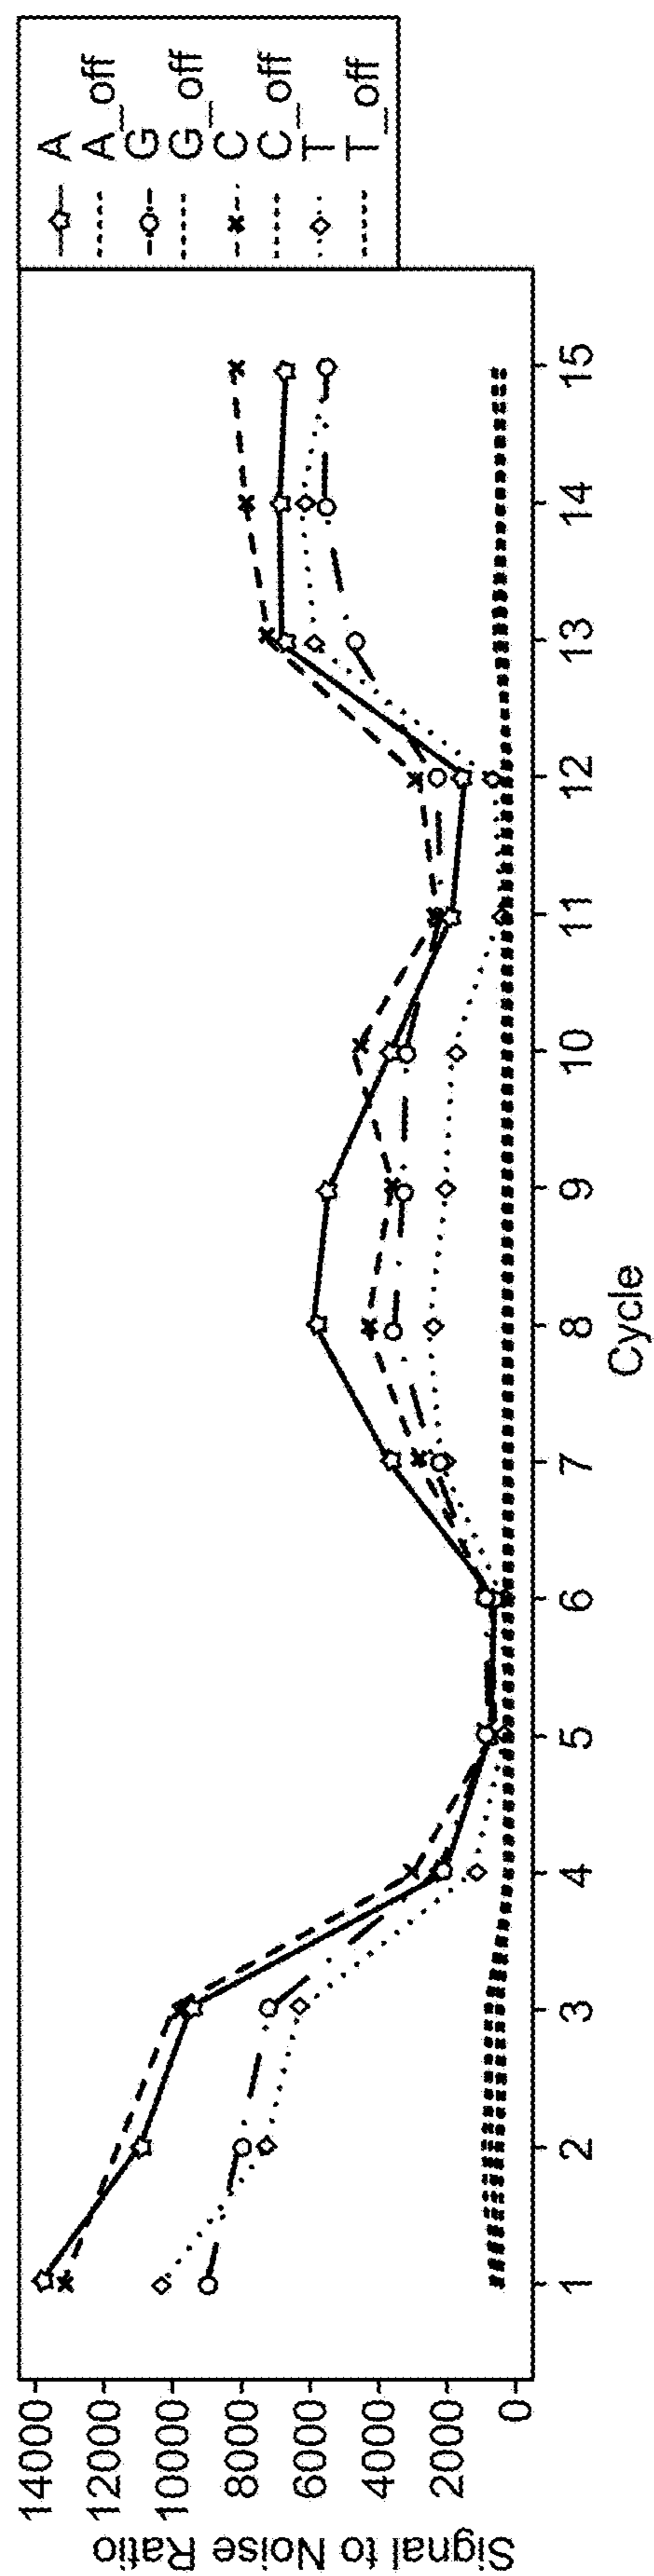 A
A_off
G
G_off
C
C_off
T
T_off
Signal to Noise Ratio
14000
12000
10000
8000
6000
4000
2000
0
1 2 3 4 5 6 7 8 9 10 11 12 13 14 15
Cycle